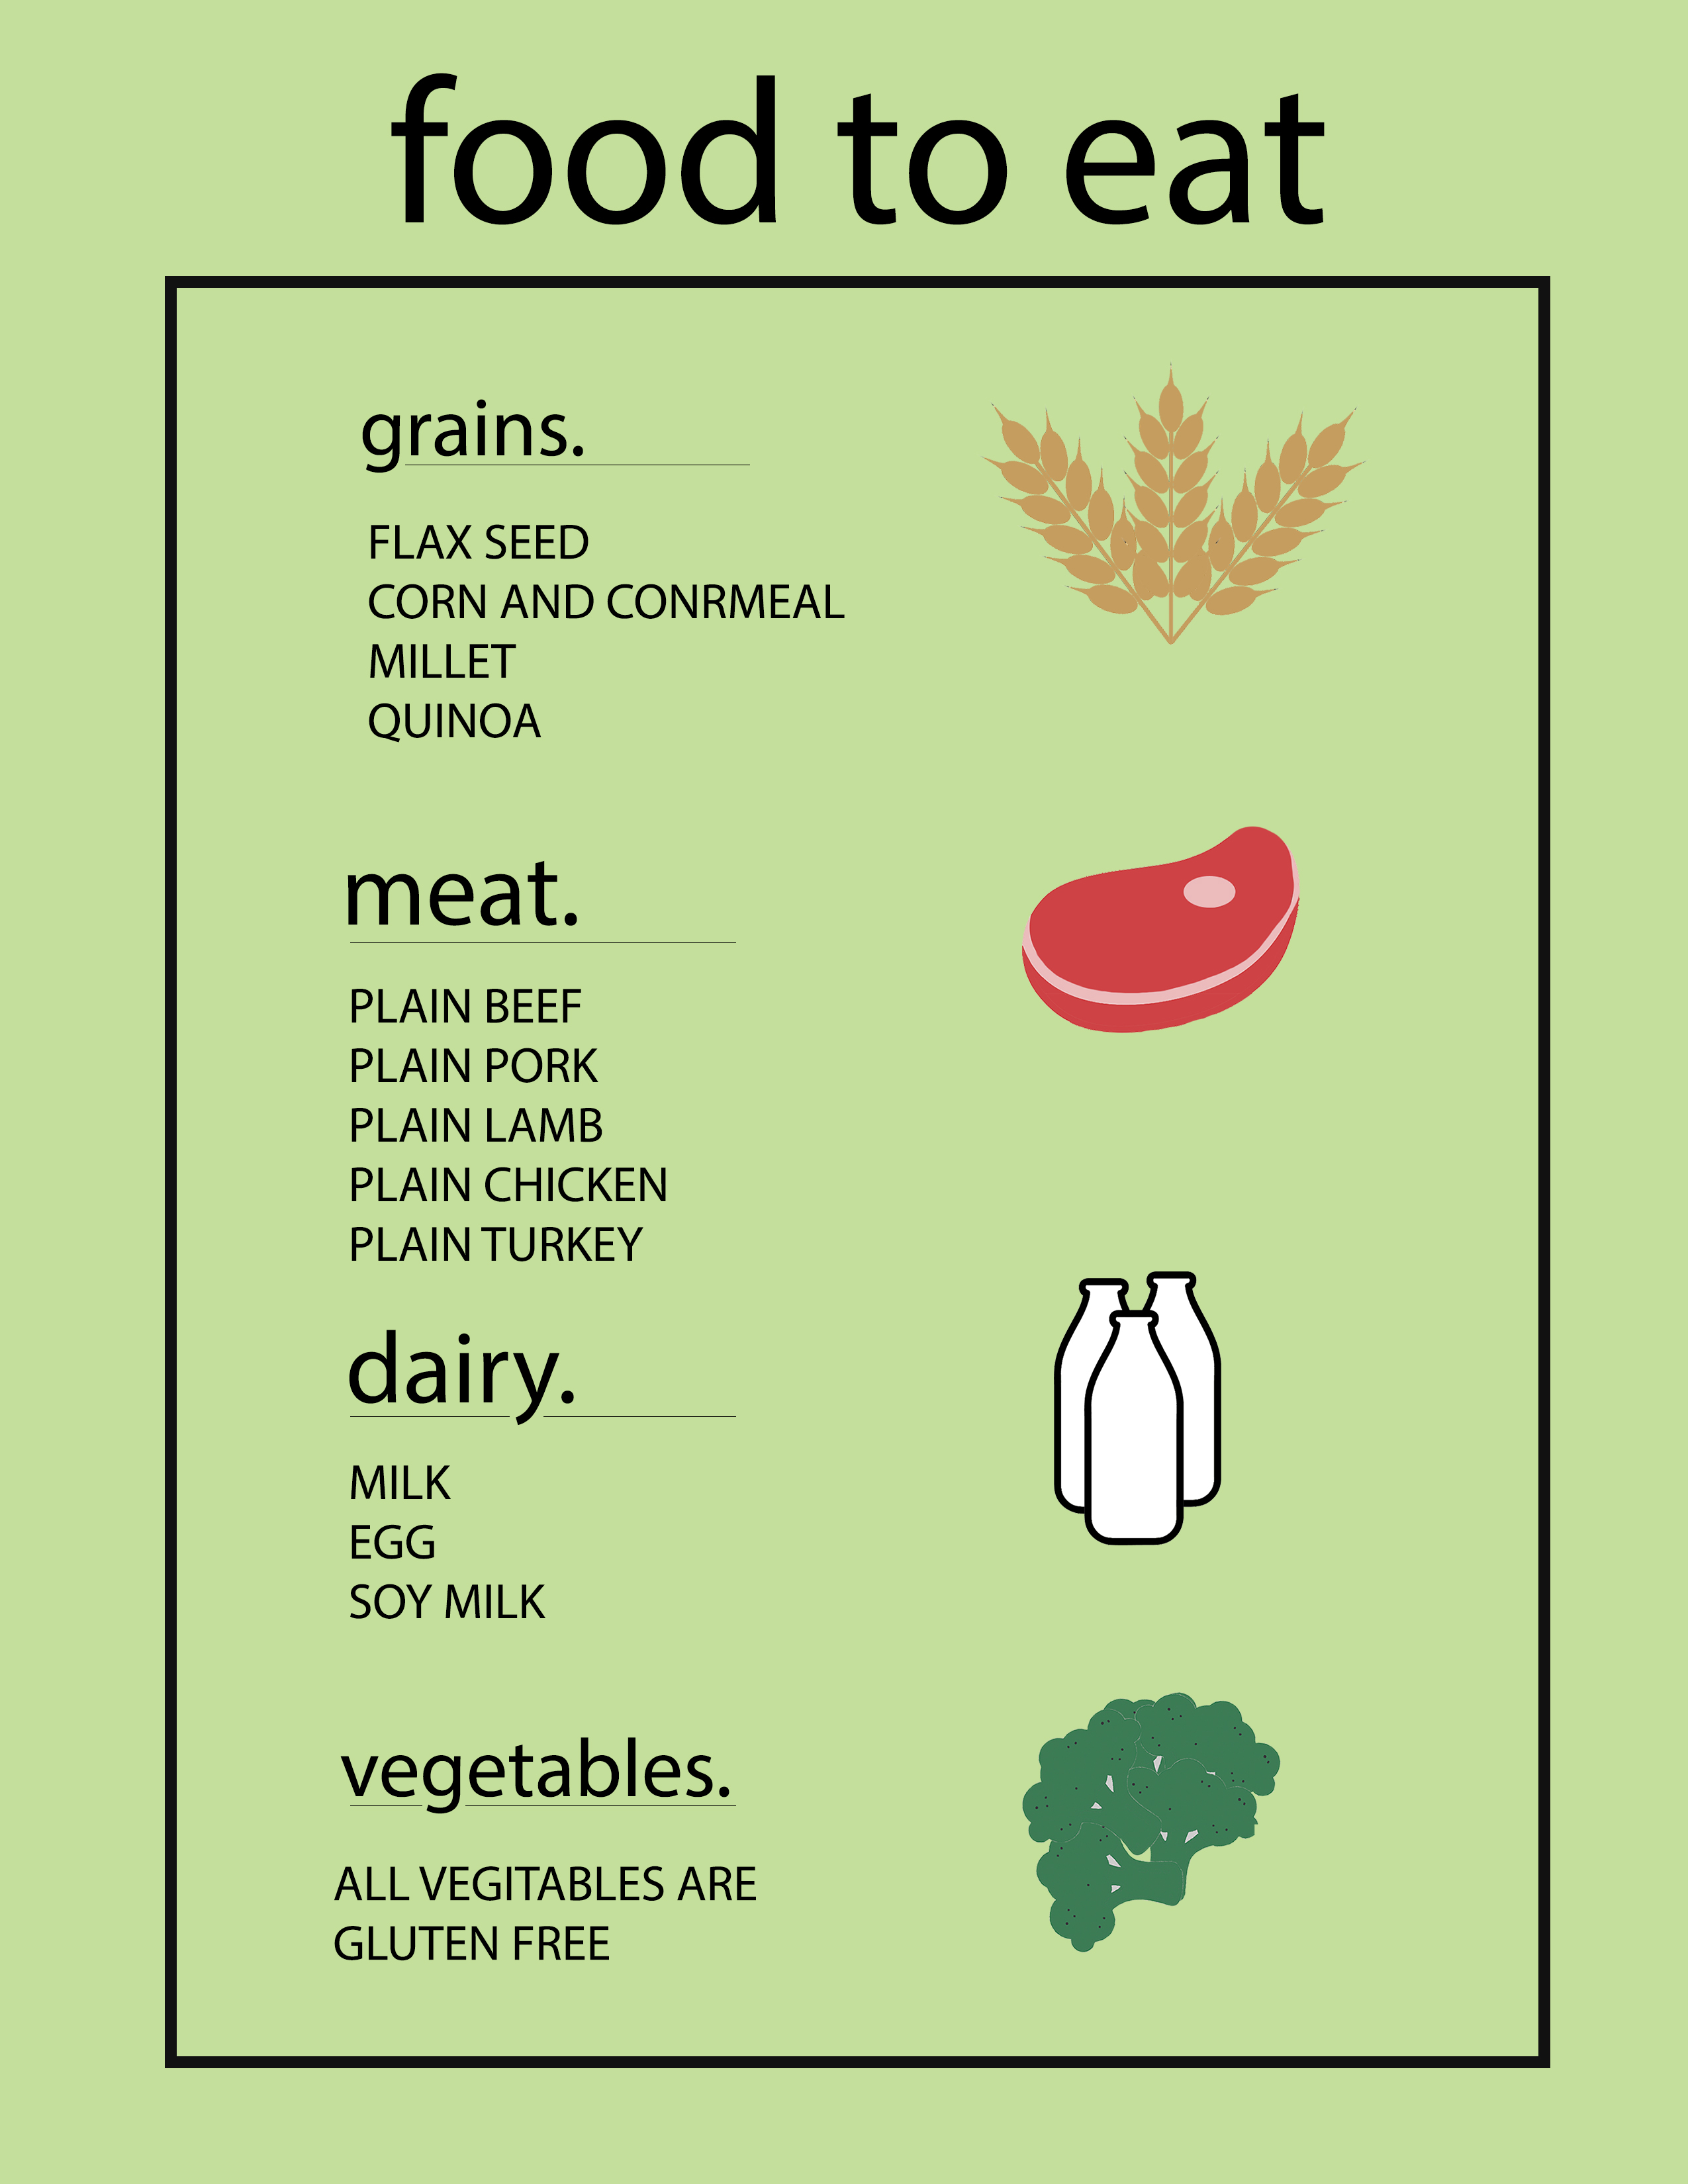 food to eat
grains.
FLAX SEED
CORN AND CONRMEAL
MILLET
QUINOA
meat.
PLAIN BEEF
PLAIN PORK
PLAIN LAMB
PLAIN CHICKEN
PLAIN TURKEY
dairy.
MILK
EGG
SOY MILK
vegetables.
ALL VEGITABLES ARE
GLUTEN FREE